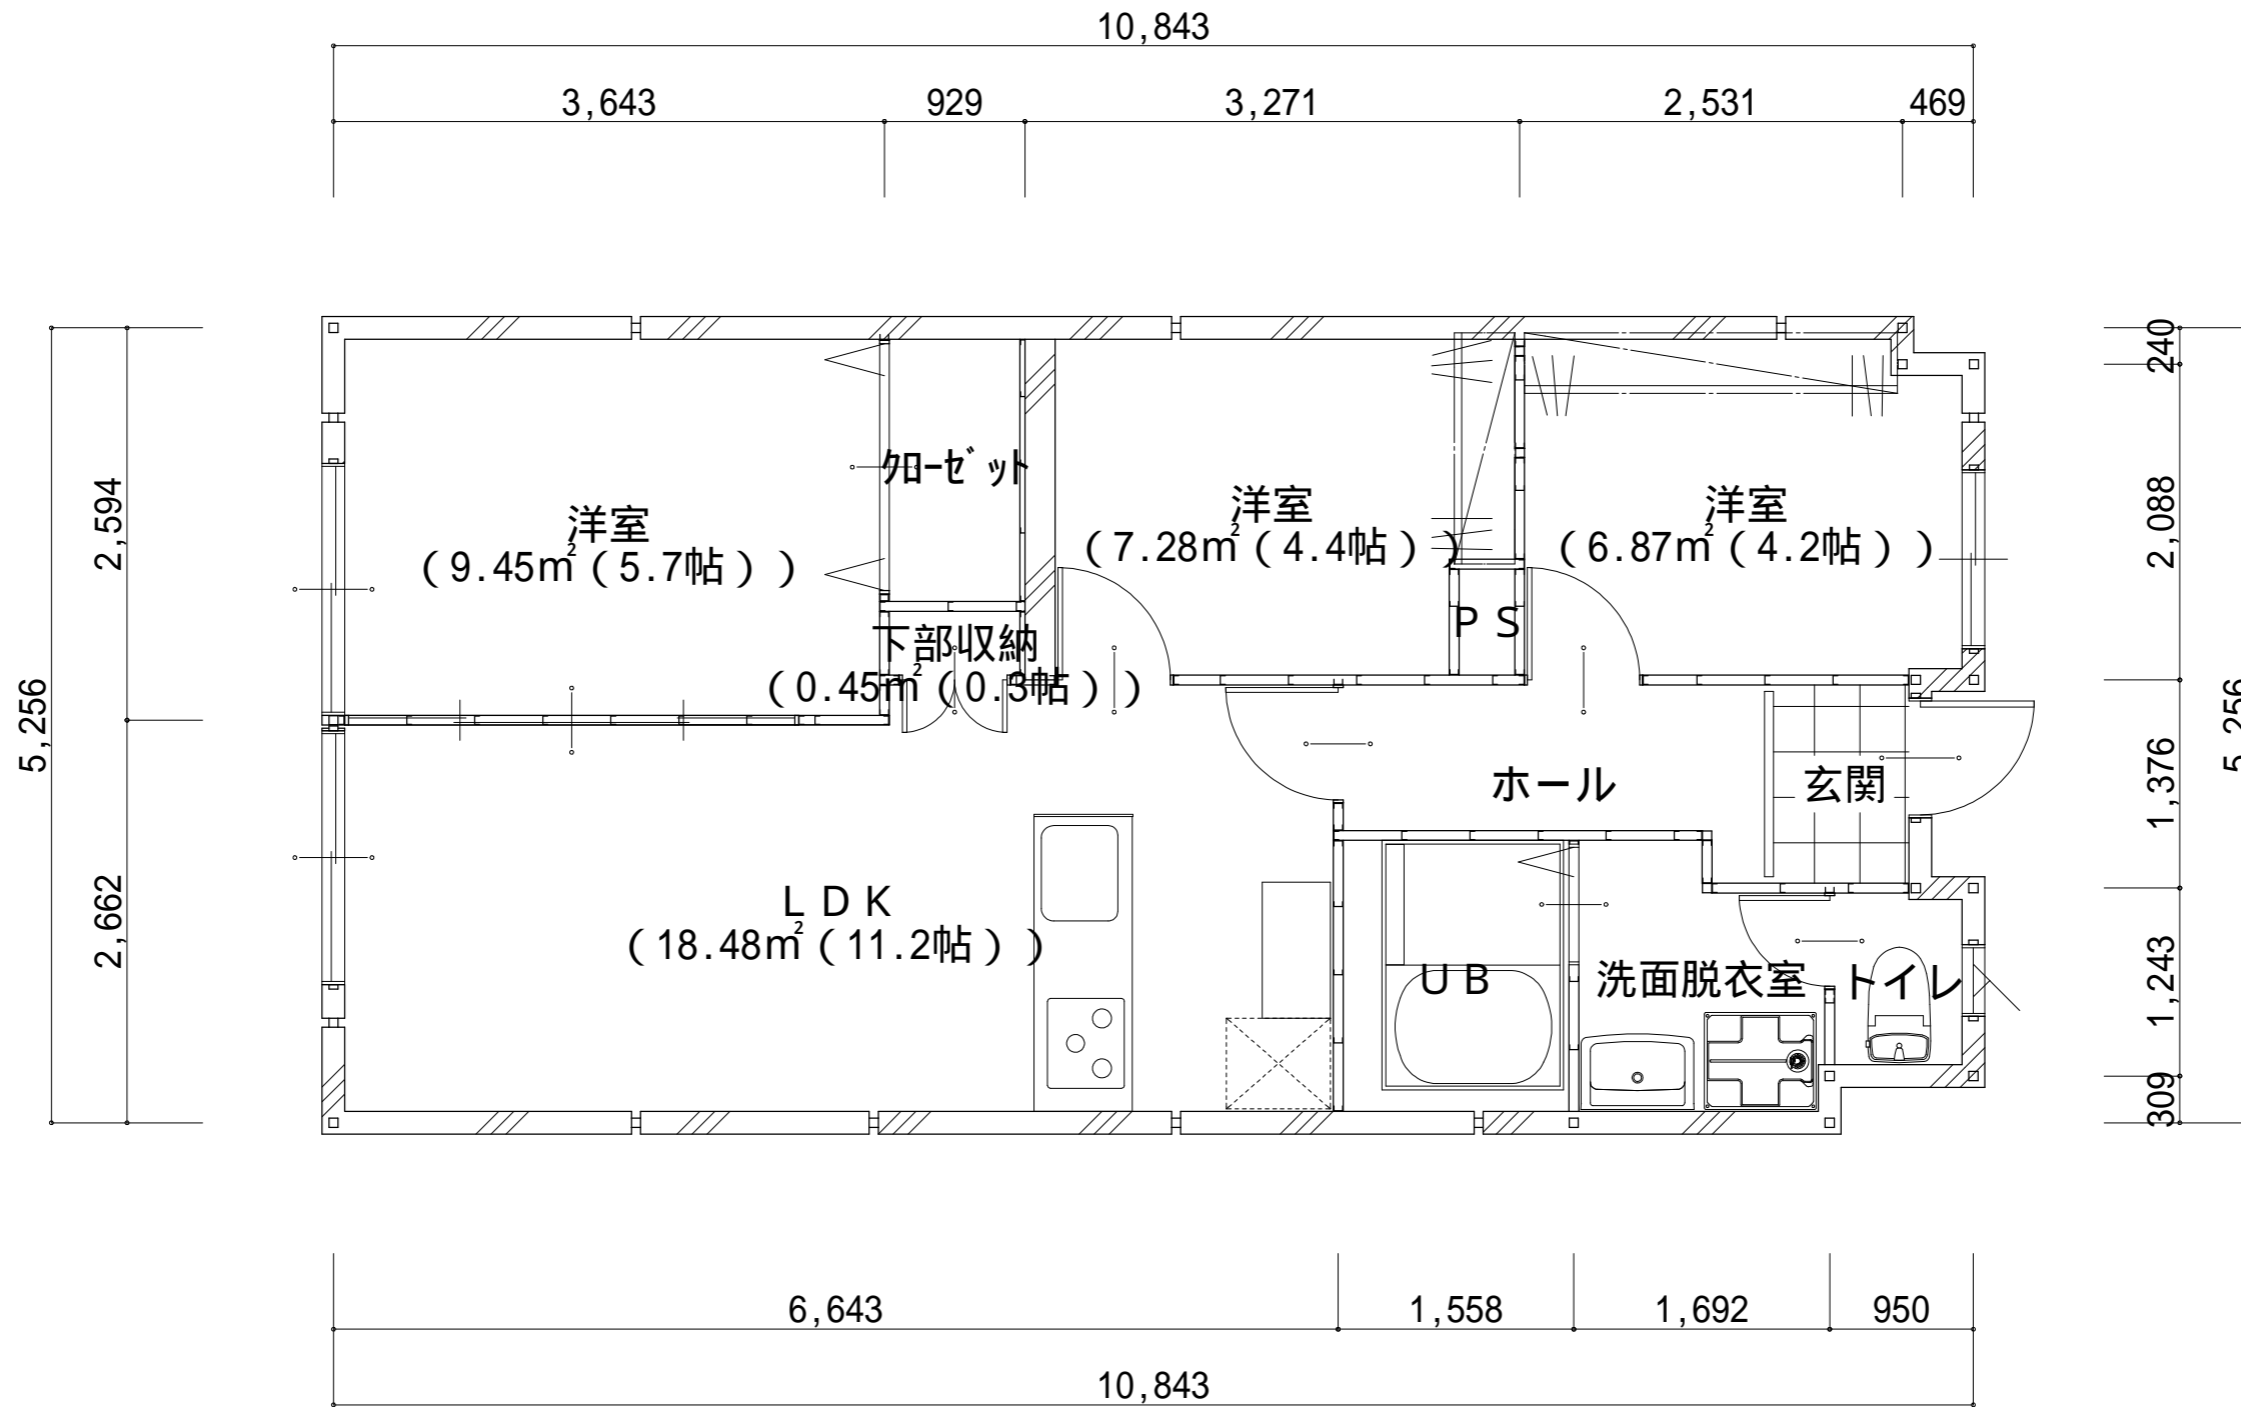 10,843
3,643
929
3,271
2,531
469
240
2,594
2,088
5,256
5,256
2,662
1,376
1,243
309
ｸﾛｰｾﾞｯﾄ
洋室
(9.45㎡(5.7帖))
洋室
(7.28㎡(4.4帖))
洋室
(6.87㎡(4.2帖))
ＰＳ
下部収納
(0.45㎡(0.3帖))
ホール
玄関
ＬＤＫ
(18.48㎡(11.2帖))
ＵＢ
洗面脱衣室
トイレ
6,643
1,558
1,692
950
10,843